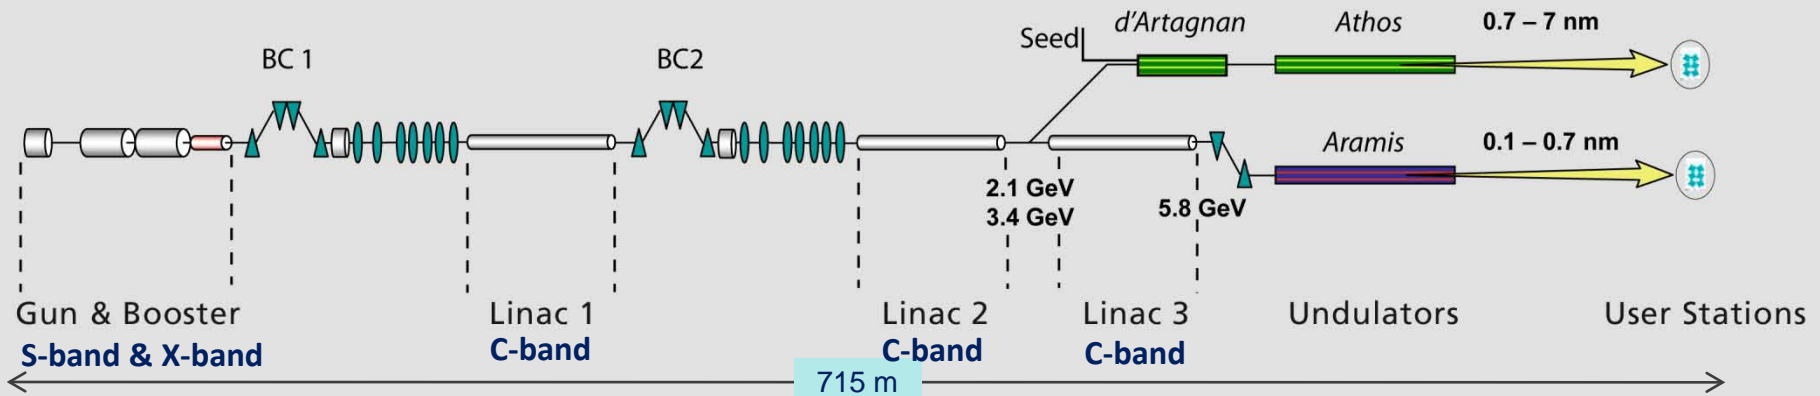 d'Artagnan
Athos
0.7 – 7 nm
Seed
BC 1
BC2
Aramis
0.1 – 0.7 nm
2.1 GeV
3.4 GeV
5.8 GeV
Gun & Booster
Linac 1
Linac 2
Linac 3
Undulators
User Stations
S-band & X-band
C-band
C-band
C-band
715 m